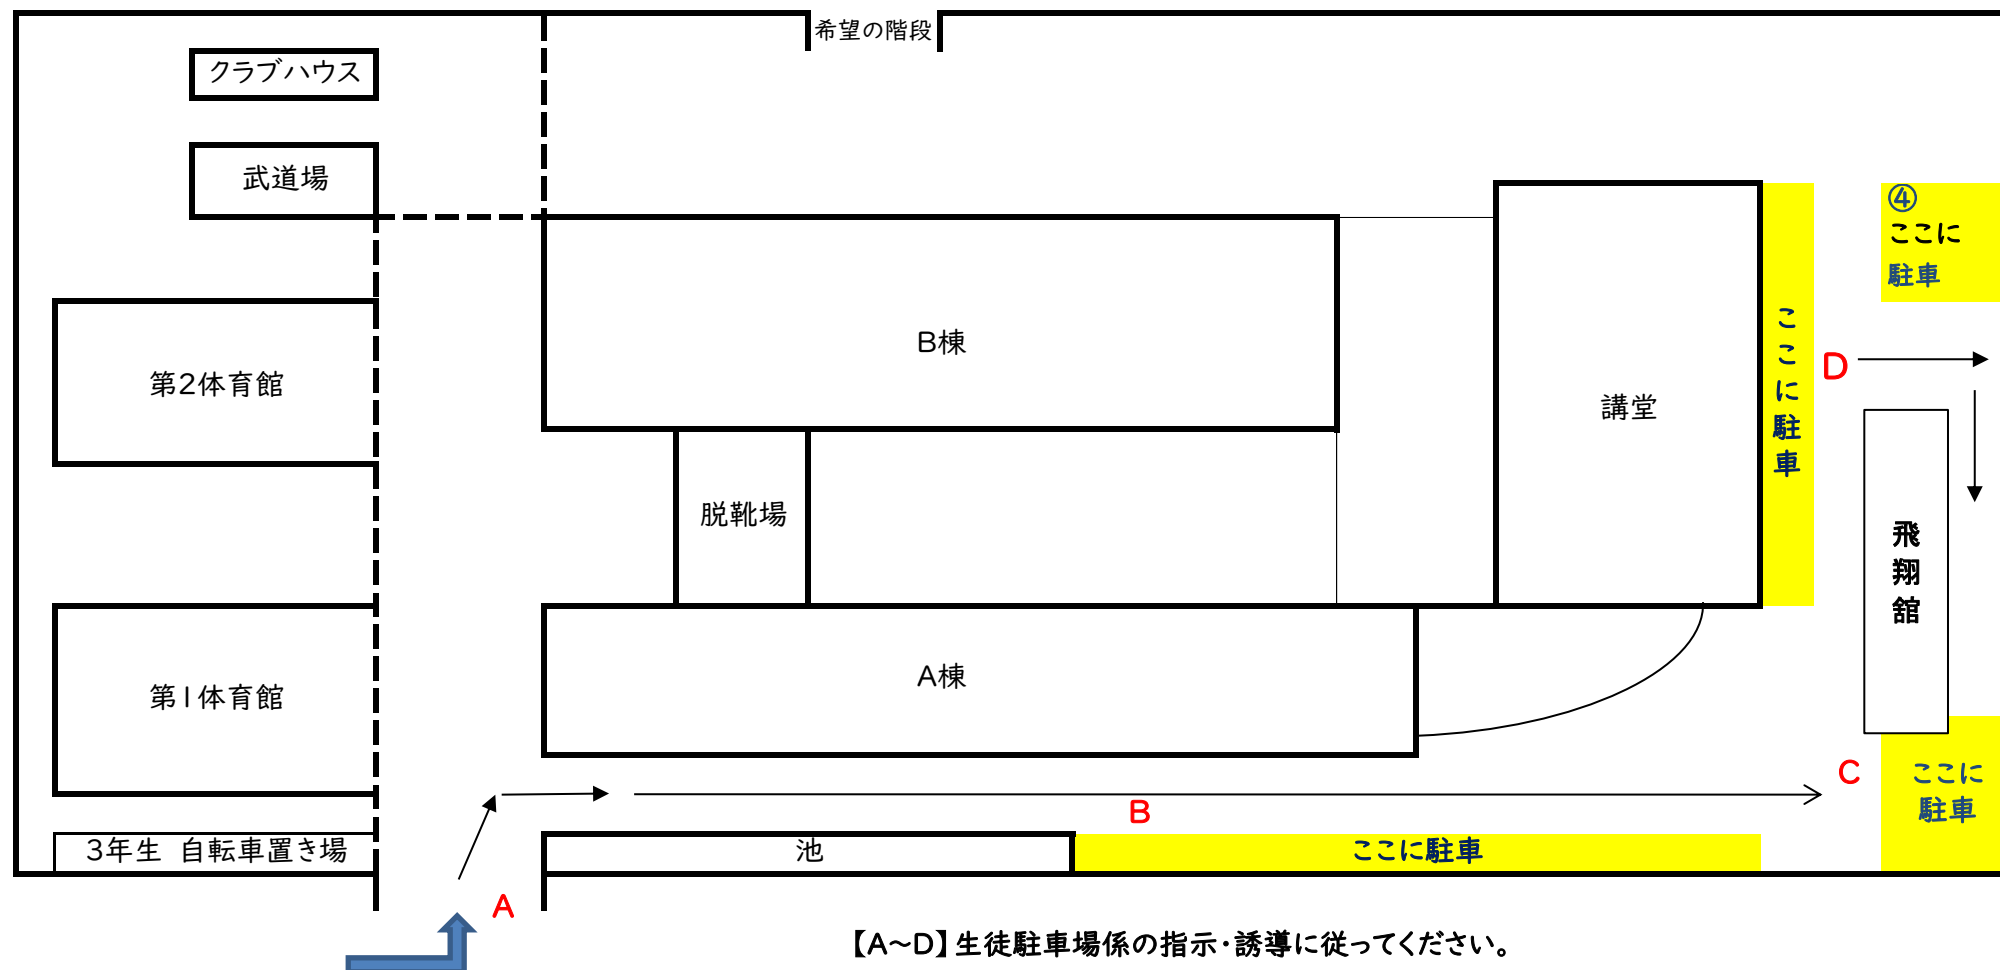 希望の階段
クラブハウス
武道場
④
ここに
駐車
B棟
第2体育館
講堂
ここに駐車
D
脱靴場
飛翔舘
A棟
第1体育館
C
ここに
駐車
B
3年生 自転車置き場
池
ここに駐車
A
【A～D】生徒駐車場係の指示・誘導に従ってください。